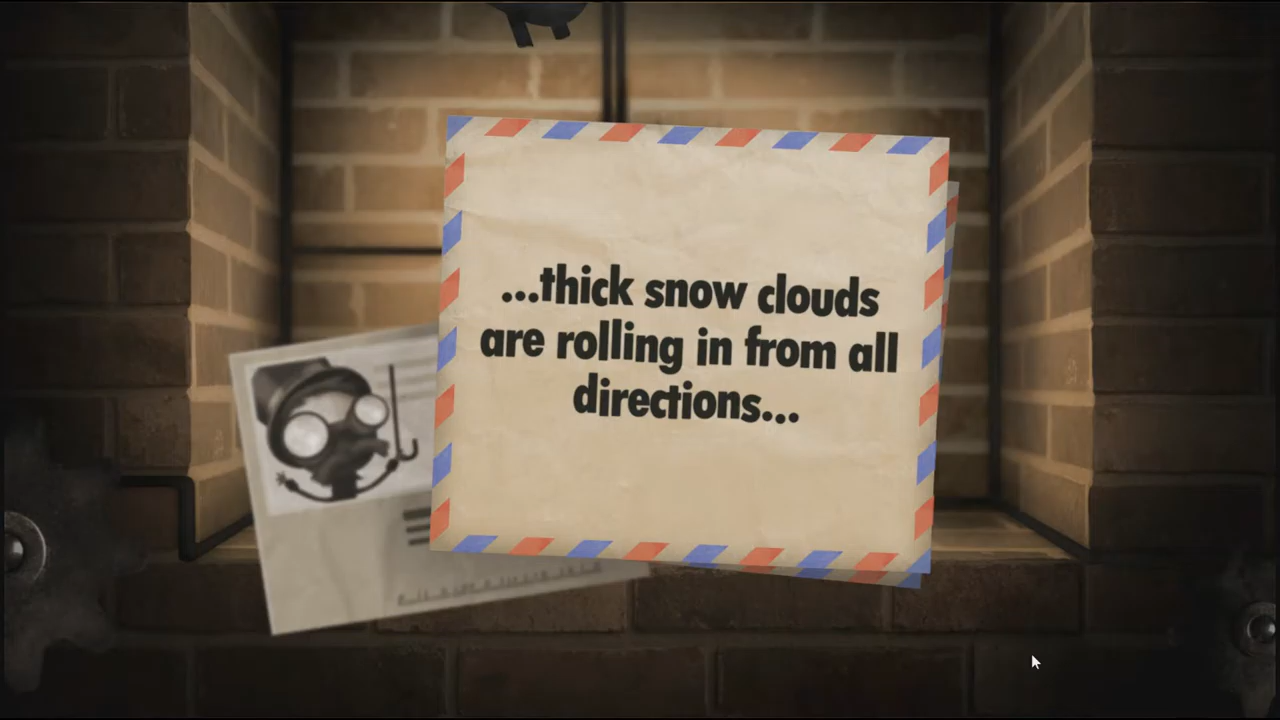 ...thick snow clouds
are rolling in from all
directions...